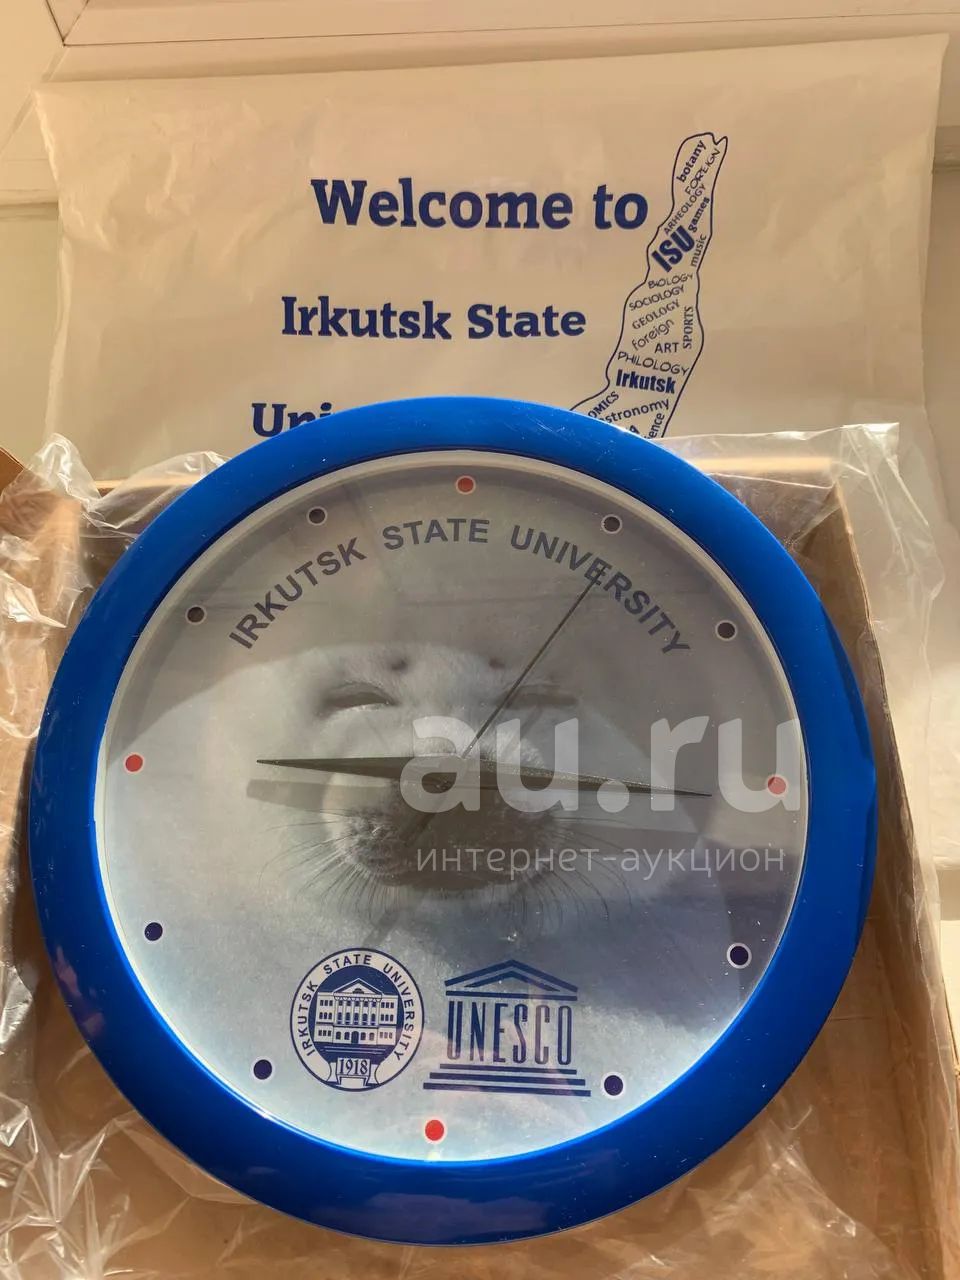 Welcome to
Irkutsk State
botany
FOREIGN
ARHEOLOGY
games
ISU
music
BIOLOGY
SOCIOLOGY
GEOLOGY
foreign
ART
SPORTS
PHILOLOGY
Irkutsk
IRKUTSK STATE UNIVERSITY
au.ru
интернет-аукцион
IRKUTSK STATE UNIVERSITY
1918
UNESCO